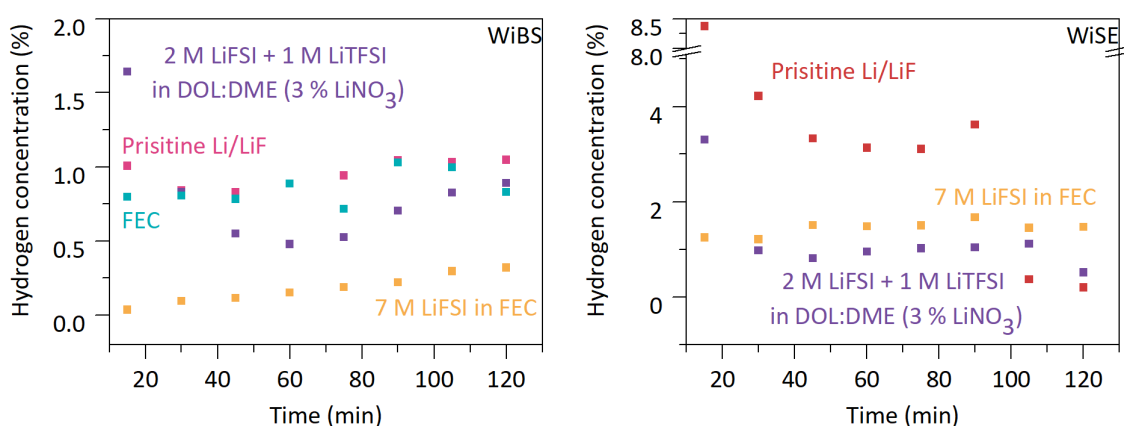 2.0
1.5
1.0
0.5
0.0
Hydrogen concentration (%)
WiBS
2 M LiFSI + 1 M LiTFSI
in DOL:DME (3 % LiNO3)
Prisitine Li/LiF
FEC
7 M LiFSI in FEC
20 40 60 80 100 120
Time (min)
8.5
8.0
4
2
0
Hydrogen concentration (%)
WiSE
Prisitine Li/LiF
7 M LiFSI in FEC
2 M LiFSI + 1 M LiTFSI
in DOL:DME (3 % LiNO3)
20 40 60 80 100 120
Time (min)